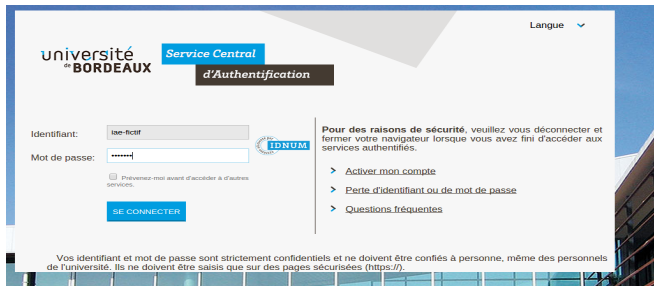 Langue
université
de BORDEAUX
Service Central
d'Authentification
Identifiant:
iae-fictif
IDNUM
Mot de passe:
•••••••
Prévenez-moi avant d'accéder à d'autres
services.
SE CONNECTER
Pour des raisons de sécurité, veuillez vous déconnecter et
fermer votre navigateur lorsque vous avez fini d'accéder aux
services authentifiés.
Activer mon compte
Perte d'identifiant ou de mot de passe
Questions fréquentes
Vos identifiant et mot de passe sont strictement confidentiels et ne doivent être confiés à personne, même des personnels
de l'université. Ils ne doivent être saisis que sur des pages sécurisées (https://).